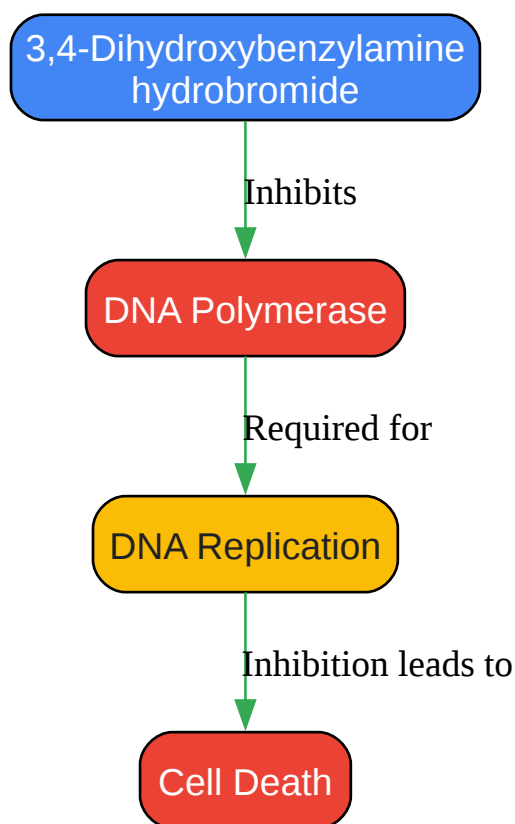 3,4-Dihydroxybenzylamine
hydrobromide
Inhibits
DNA Polymerase
Required for
DNA Replication
Inhibition leads to
Cell Death